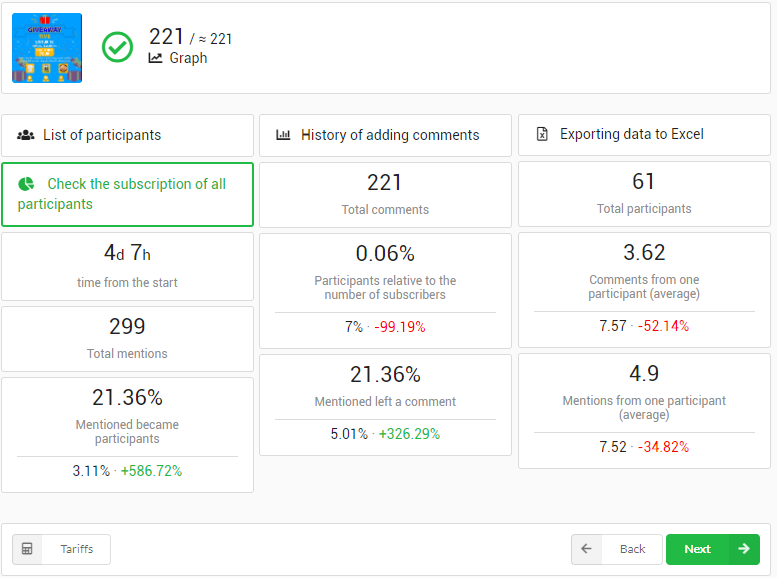 GIVEAWAY
TIME
221 / ≈ 221
Graph
List of participants
History of adding comments
Exporting data to Excel
Check the subscription of all
participants
221
Total comments
61
Total participants
4d 7h
time from the start
0.06%
Participants relative to the
number of subscribers
7% · -99.19%
3.62
Comments from one
participant (average)
7.57 · -52.14%
299
Total mentions
21.36%
Mentioned left a comment
5.01% · +326.29%
4.9
Mentions from one participant
(average)
7.52 · -34.82%
21.36%
Mentioned became
participants
3.11% · +586.72%
Tariffs
Back
Next